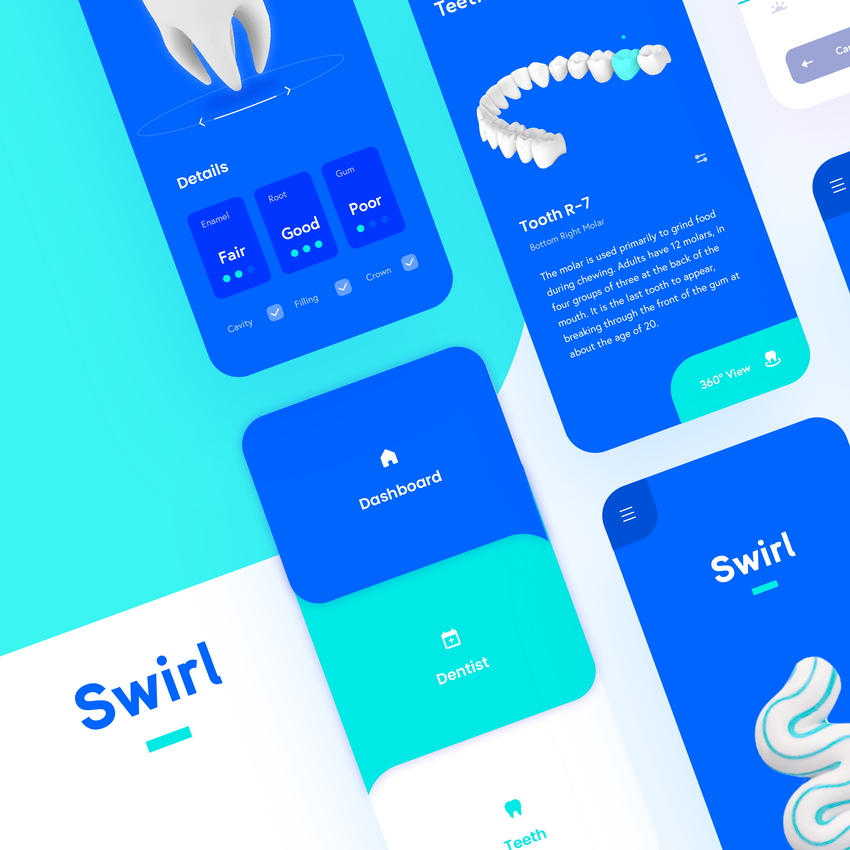 Details
Enamel
Fair
Root
Good
Gum
Poor
Cavity
Filling
Crown
Tooth R-7
Bottom Right Molar
The molar is used primarily to grind food
during chewing. Adults have 12 molars, in
four groups of three at the back of the
mouth. It is the last tooth to appear,
breaking through the front of the gum at
about the age of 20.
360° View
Dashboard
Dentist
Teeth
Swirl
Swirl